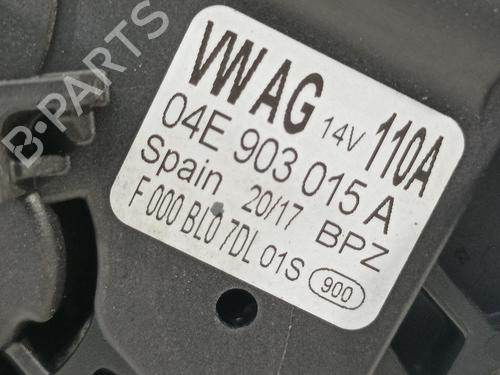 VW AG 14V 110A
04E 903 015 A
Spain 20/17 BPZ
F 000 BL0 7DL 01S 900
B-PARTS